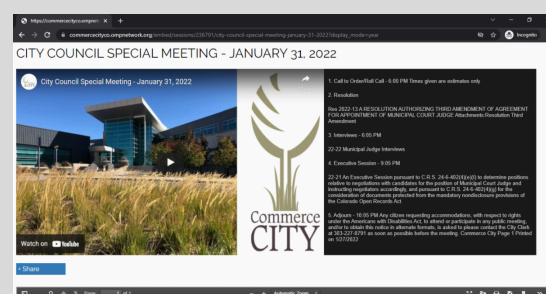 https://commercecityco.ompnetw
commercecityco.ompnetwork.org/embed/sessions/236791/city-council-special-meeting-january-31-2022?display_mode=year
Incognito
CITY COUNCIL SPECIAL MEETING - JANUARY 31, 2022
City Council Special Meeting - January 31, 2022
Watch on YouTube
Commerce
CITY
1. Call to Order/Roll Call - 6:00 PM Times given are estimates only
2. Resolution
Res 2022-13 A RESOLUTION AUTHORIZING THIRD AMENDMENT OF AGREEMENT
FOR APPOINTMENT OF MUNICIPAL COURT JUDGE Attachments:Resolution Third
Amendment
3. Interviews - 6:05 PM
22-22 Municipal Judge Interviews
4. Executive Session - 9:05 PM
22-21 An Executive Session pursuant to C.R.S. 24-6-402(4)(e)(I) to determine positions
relative to negotiations with candidates for the position of Municipal Court Judge and
instructing negotiators accordingly, and pursuant to C.R.S. 24-6-402(4)(g) for the
consideration of documents protected from the mandatory nondisclosure provisions of
the Colorado Open Records Act
5. Adjourn - 10:05 PM Any citizen requesting accommodations, with respect to rights
under the Americans with Disabilities Act, to attend or participate in any public meeting,
and/or to obtain this notice in alternate formats, is asked to please contact the City Clerk
at 303-227-8791 as soon as possible before the meeting. Commerce City Page 1 Printed
on 1/27/2022
+ Share
Automatic Zoom